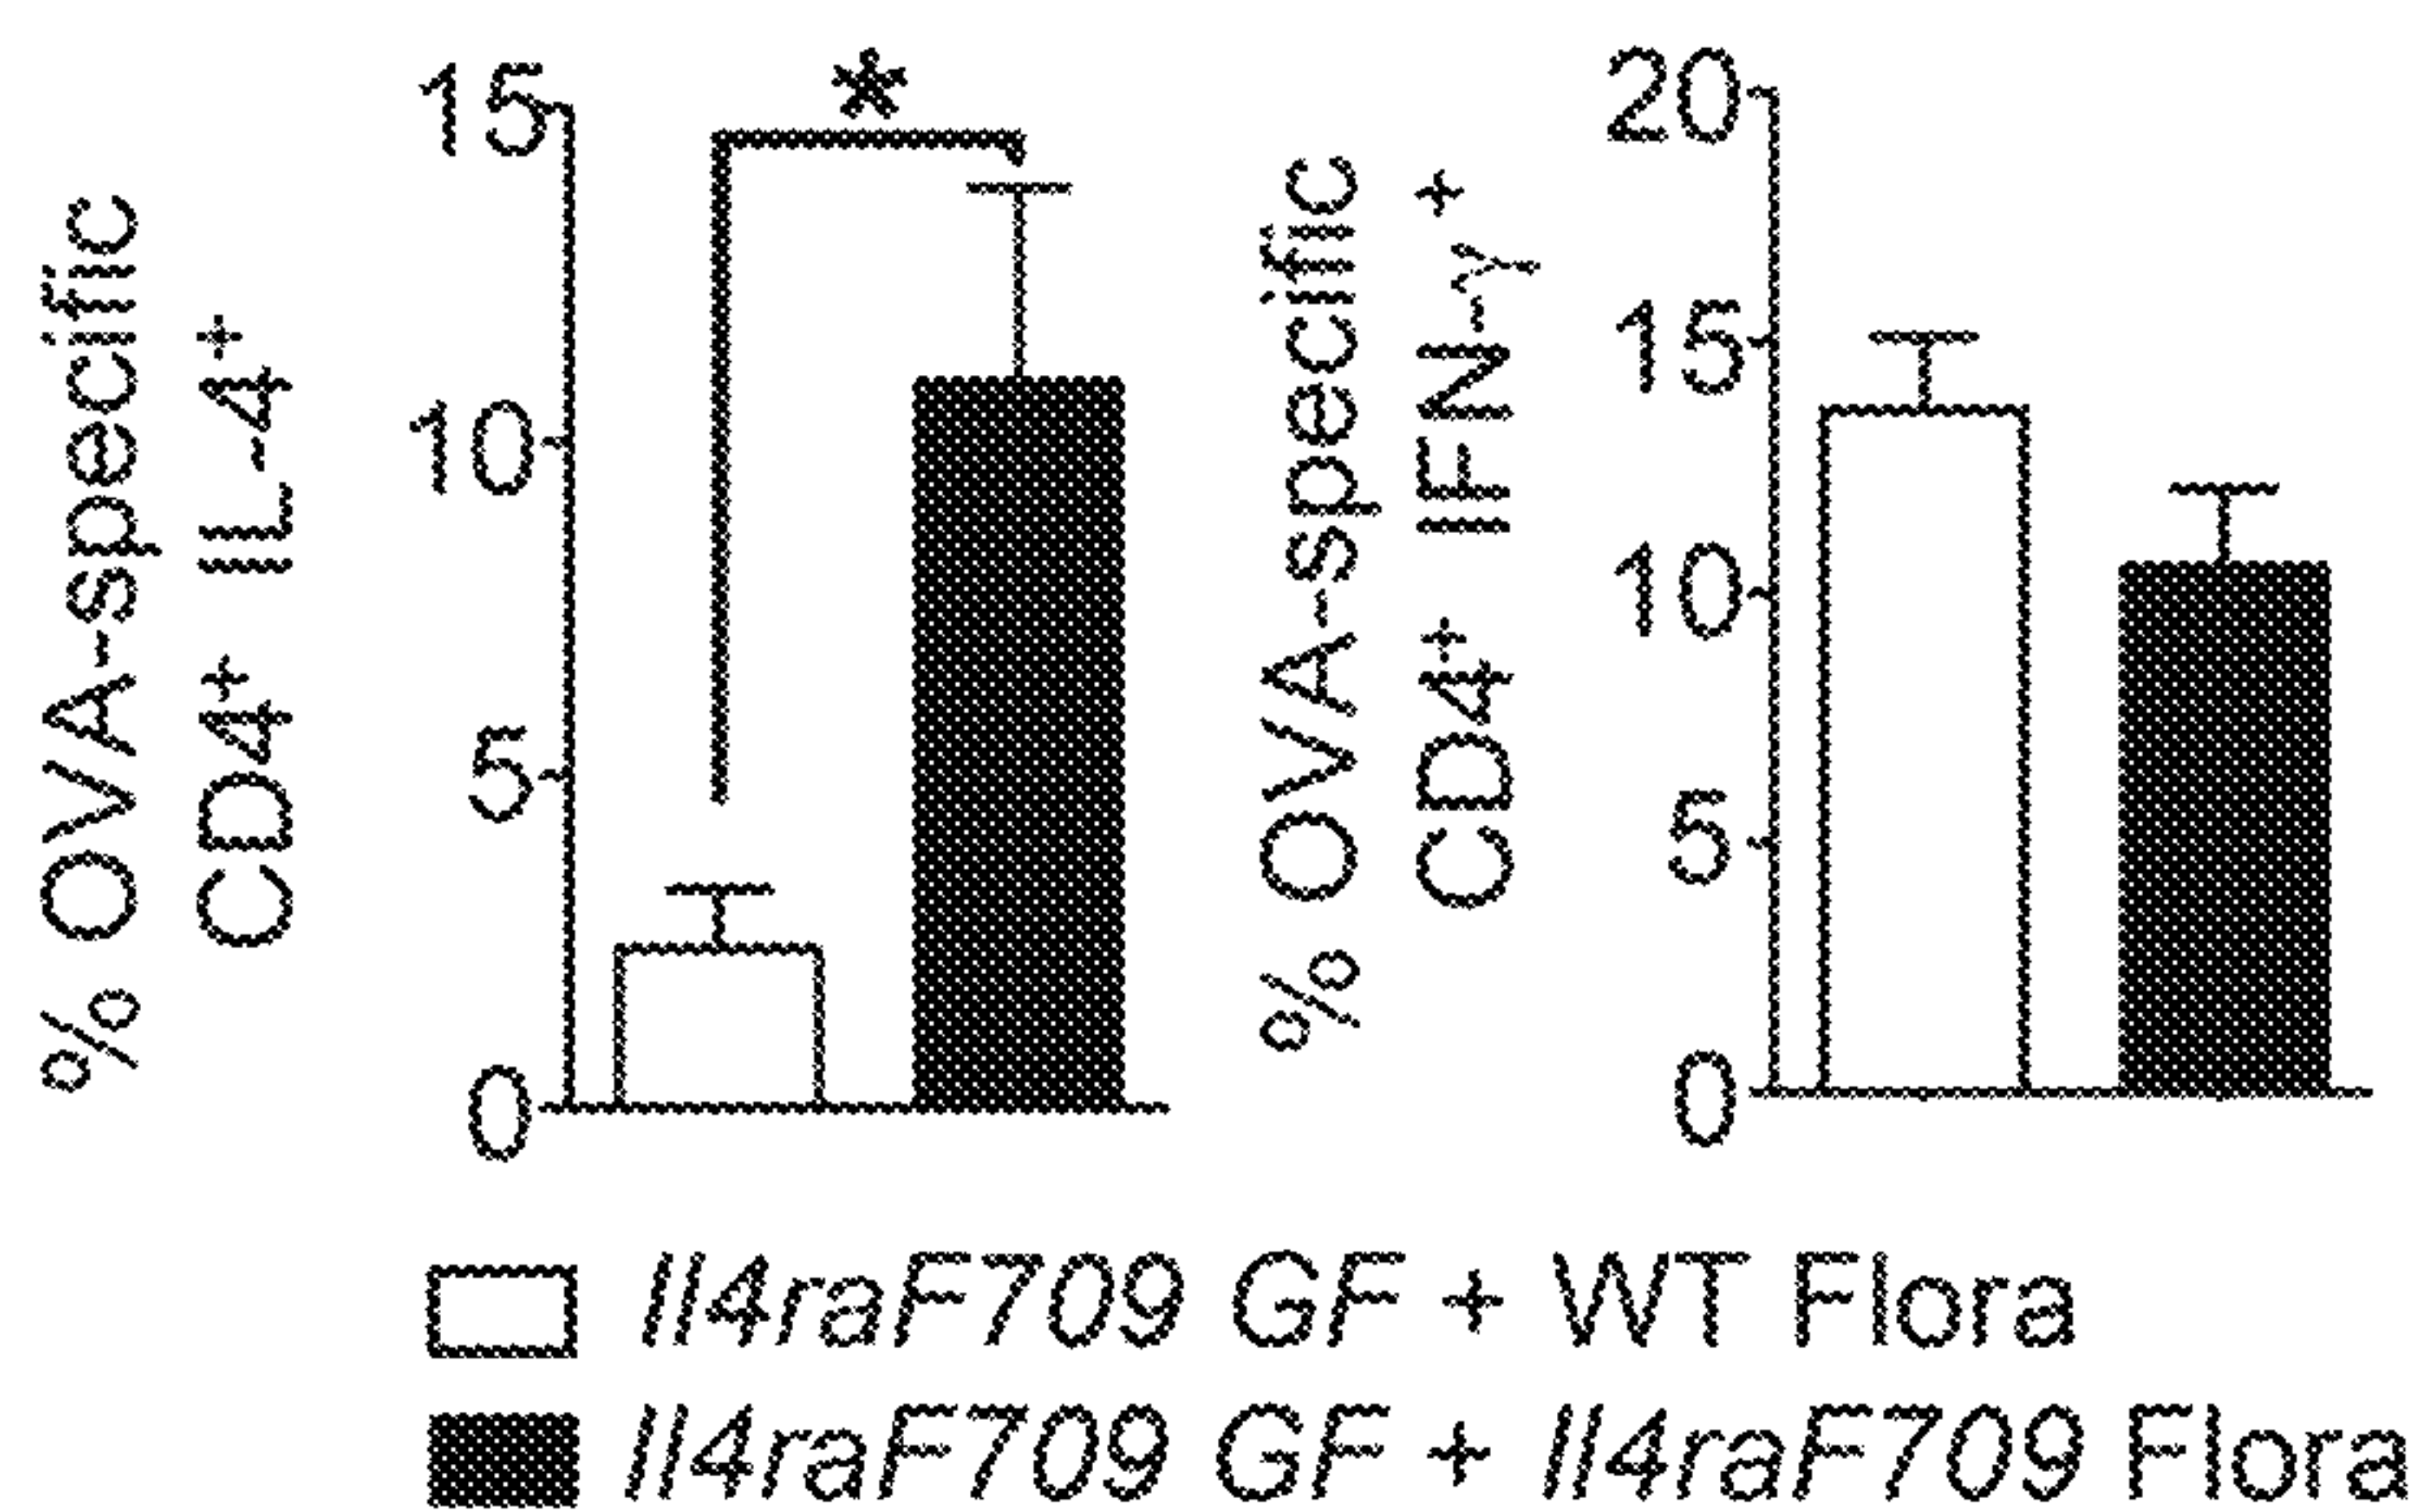 % OVA-specific
CD4+ IL-4+
15
10
5
0
*
% OVA-specific
CD4+ IFN-γ+
20
15
10
5
0
Il4raF709 GF + WT Flora
Il4raF709 GF + Il4raF709 Flora